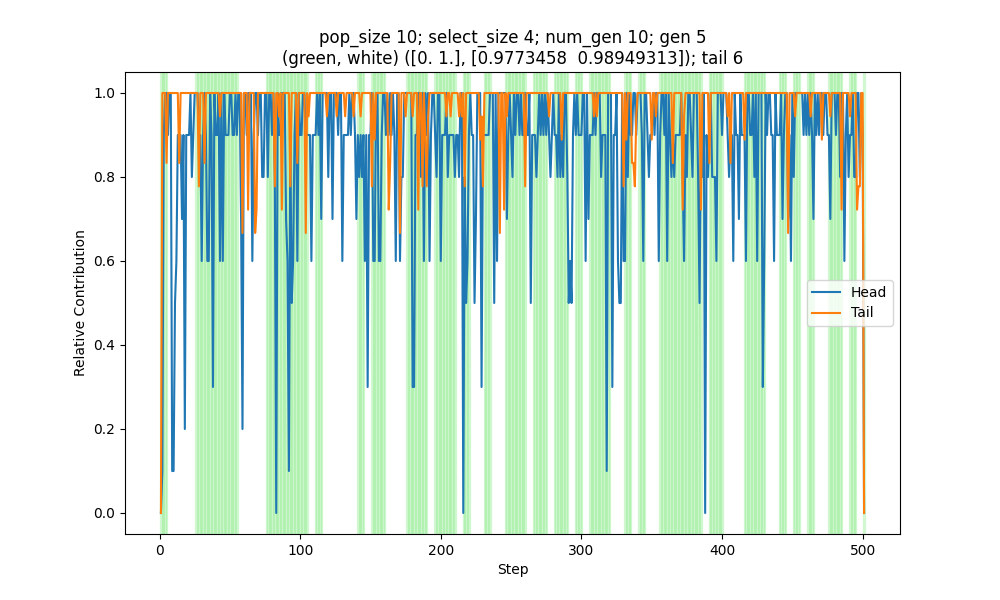 pop_size 10; select_size 4; num_gen 10; gen 5
(green, white) ([0. 1.], [0.9773458  0.98949313]); tail 6
1.0
0.8
0.6
0.4
0.2
0.0
Relative Contribution
Head
Tail
0
100
200
300
400
500
Step